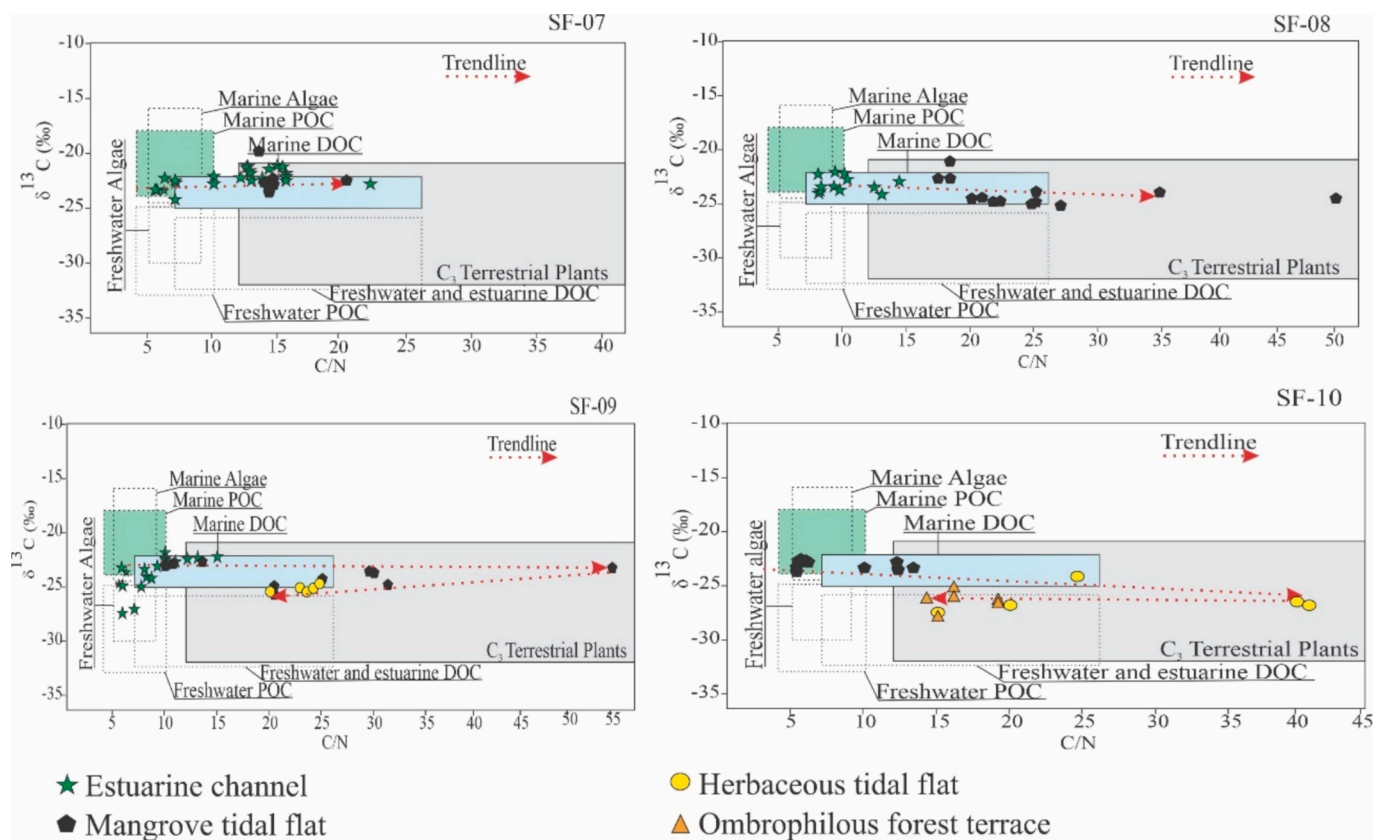 SF-07
-10
-15
-20
-25
-30
-35
δ 13 C (‰)
Trendline
Marine Algae
Marine POC
Marine DOC
Freshwater Algae
C3 Terrestrial Plants
Freshwater and estuarine DOC
Freshwater POC
5 10 15 20 25 30 35 40
C/N
SF-08
-10
-15
-20
-25
-30
-35
δ 13 C (‰)
Trendline
Marine Algae
Marine POC
Marine DOC
Freshwater Algae
C3 Terrestrial Plants
Freshwater and estuarine DOC
Freshwater POC
5 10 15 20 25 30 35 40 45 50
C/N
SF-09
-10
-15
-20
-25
-30
-35
δ 13 C (‰)
Trendline
Marine Algae
Marine POC
Marine DOC
Freshwater Algae
C3 Terrestrial Plants
Freshwater and estuarine DOC
Freshwater POC
5 10 15 20 25 30 35 40 45 50 55
C/N
SF-10
-10
-15
-20
-25
-30
-35
δ 13 C (‰)
Trendline
Marine Algae
Marine POC
Marine DOC
Freshwater algae
C3 Terrestrial Plants
Freshwater and estuarine DOC
Freshwater POC
5 10 15 20 25 30 35 40 45
C/N
Estuarine channel
Mangrove tidal flat
Herbaceous tidal flat
Ombrophilous forest terrace